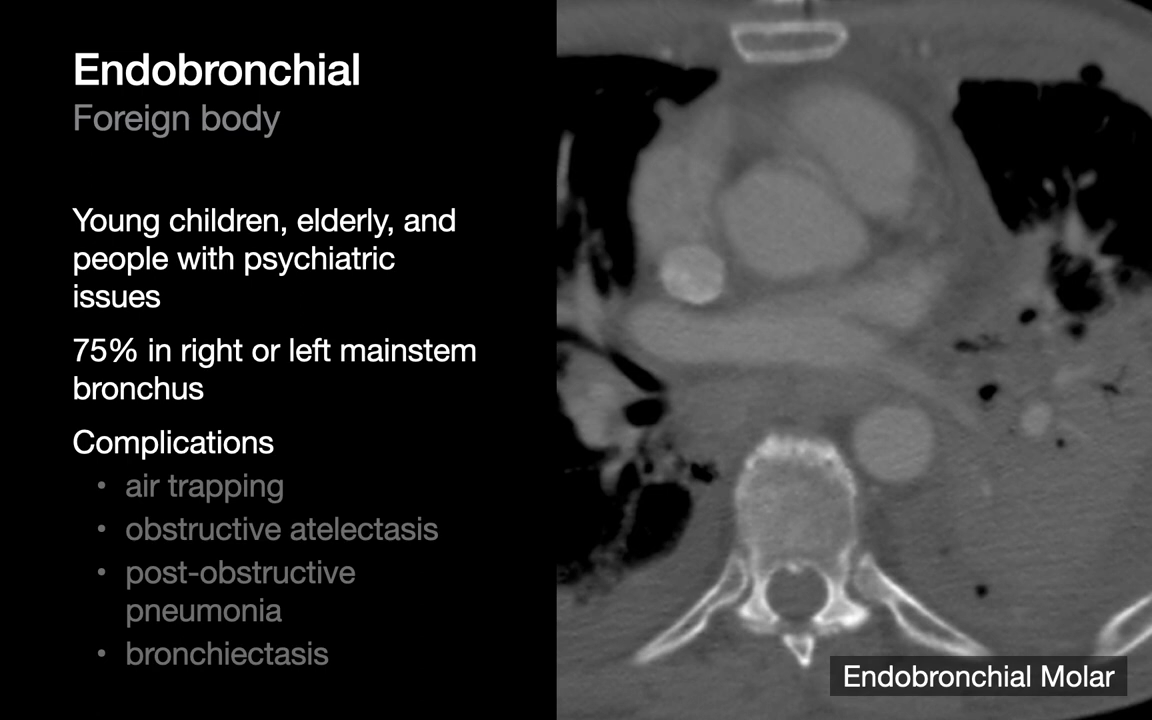 Endobronchial
Foreign body
Young children, elderly, and
people with psychiatric
issues
75% in right or left mainstem
bronchus
Complications
• air trapping
• obstructive atelectasis
• post-obstructive
pneumonia
• bronchiectasis
Endobronchial Molar